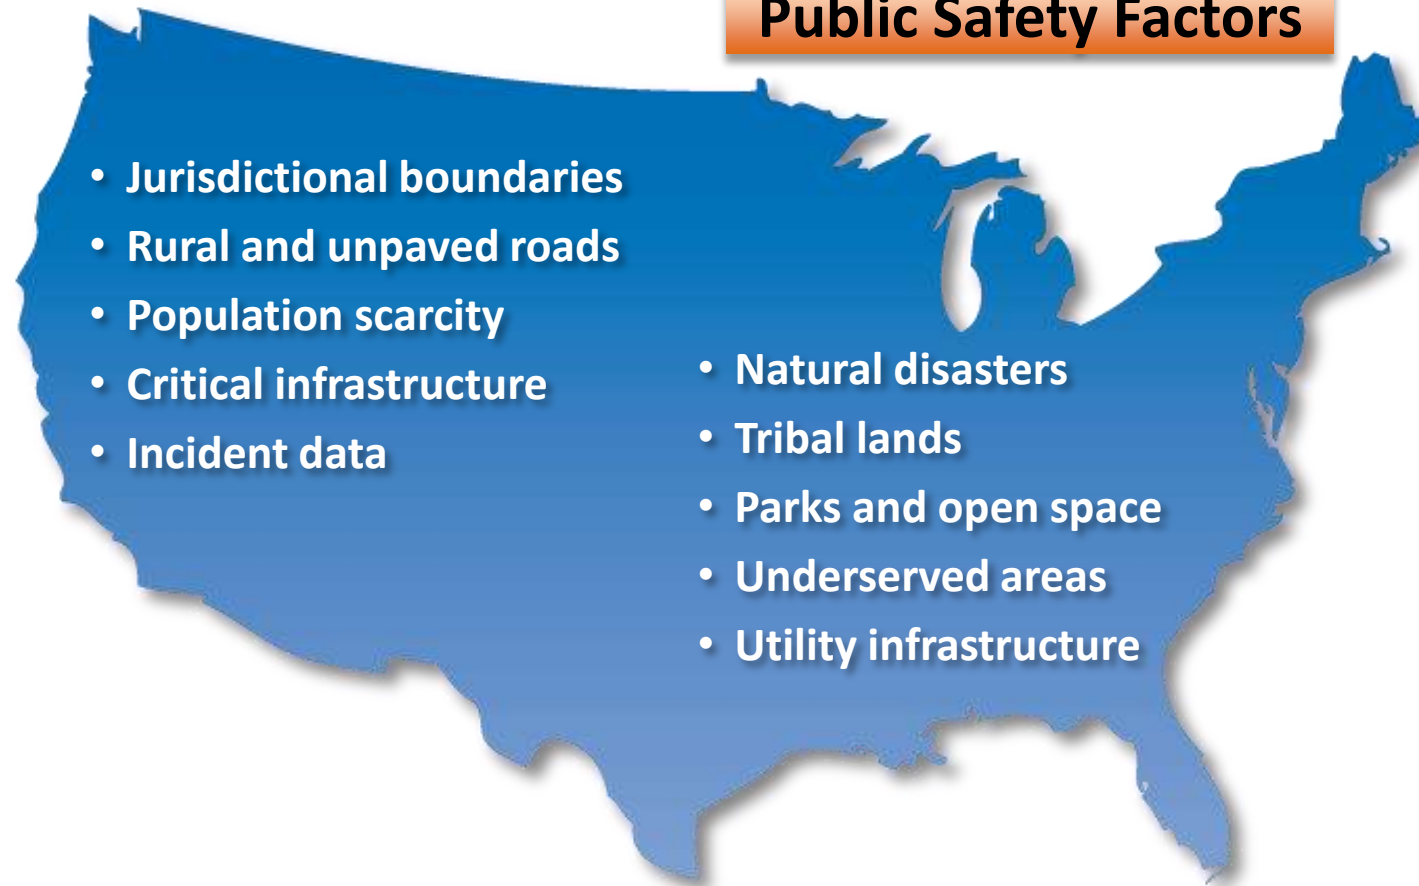 Public Safety Factors
• Jurisdictional boundaries
• Rural and unpaved roads
• Population scarcity
• Critical infrastructure
• Incident data
• Natural disasters
• Tribal lands
• Parks and open space
• Underserved areas
• Utility infrastructure